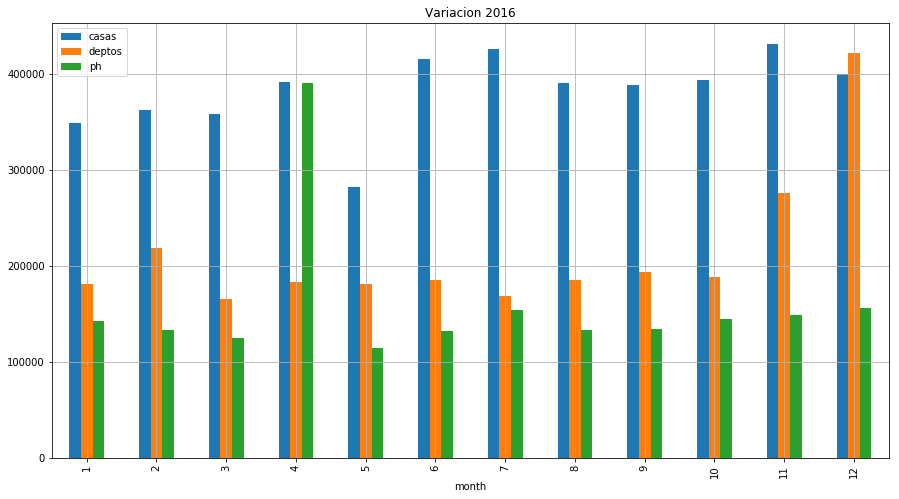 Variacion 2016
casas
deptos
ph
400000
300000
200000
100000
0
1 2 3 4 5 6 7 8 9 10 11 12
month